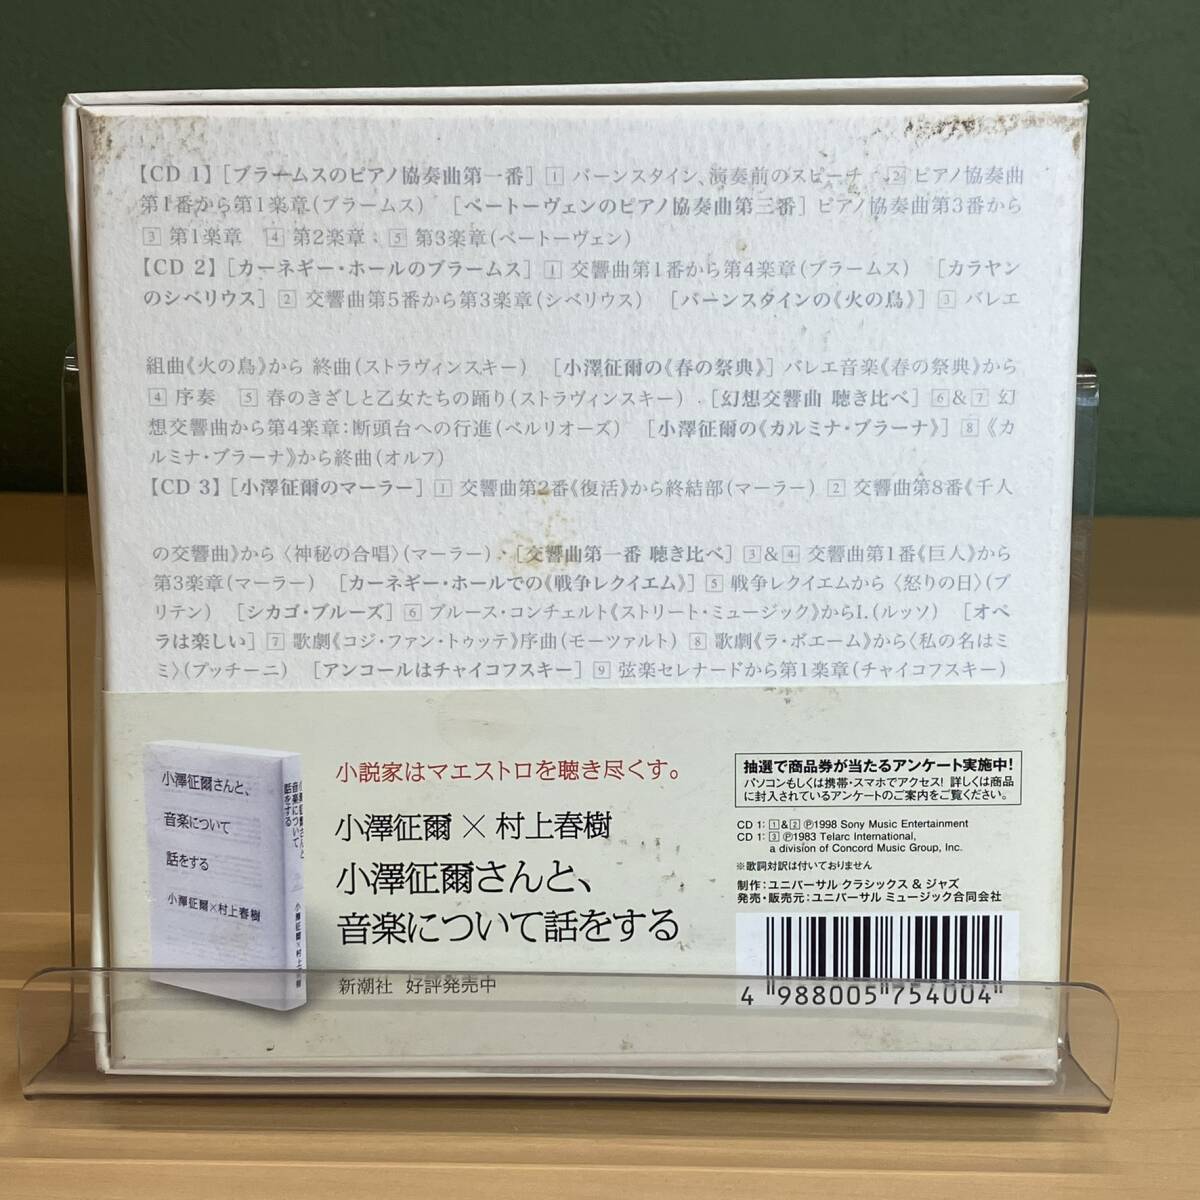 【CD 1】[ブラームスのピアノ協奏曲第一番] 1 バーンスタイン、演奏前のスピーチ 2 ピアノ協奏曲
第1番から第1楽章(ブラームス) [ベートーヴェンのピアノ協奏曲第三番] ピアノ協奏曲第3番から
3 第1楽章 4 第2楽章 5 第3楽章(ベートーヴェン)
【CD 2】[カーネギー・ホールのブラームス] 1 交響曲第1番から第4楽章(ブラームス) [カラヤン
のシベリウス] 2 交響曲第5番から第3楽章(シベリウス) [バーンスタインの《火の鳥》] 3 バレエ
組曲《火の鳥》から 終曲(ストラヴィンスキー) [小澤征爾の《春の祭典》] バレエ音楽《春の祭典》から
4 序奏 5 春のきざしと乙女たちの踊り(ストラヴィンスキー) [幻想交響曲 聴き比べ] 6&7 幻
想交響曲から第4楽章:断頭台への行進(ベルリオーズ) [小澤征爾の《カルミナ・ブラーナ》] 8 《カ
ルミナ・ブラーナ》から終曲(オルフ)
【CD 3】[小澤征爾のマーラー] 1 交響曲第2番《復活》から終結部(マーラー) 2 交響曲第8番《千人
の交響曲》から〈神秘の合唱〉(マーラー) [交響曲第一番 聴き比べ] 3&4 交響曲第1番《巨人》から
第3楽章(マーラー) [カーネギー・ホールでの《戦争レクイエム》] 5 戦争レクイエムから〈怒りの日〉(ブ
リテン) [シカゴ・ブルーズ] 6 ブルース・コンチェルト《ストリート・ミュージック》からI.(ルッソ) [オペ
ラは楽しい] 7 歌劇《コジ・ファン・トゥッテ》序曲(モーツァルト) 8 歌劇《ラ・ボエーム》から〈私の名はミ
ミ〉(プッチーニ) [アンコールはチャイコフスキー] 9 弦楽セレナードから第1楽章(チャイコフスキー)
小澤征爾さんと、
音楽について
話をする
小澤征爾×村上春樹
小澤征爾さんと、
音楽について
話をする
小澤征爾×村上春樹
小説家はマエストロを聴き尽くす。
小澤征爾×村上春樹
小澤征爾さんと、
音楽について話をする
新潮社 好評発売中
抽選で商品券が当たるアンケート実施中!
パソコンもしくは携帯・スマホでアクセス! 詳しくは商品
に封入されているアンケートのご案内をご覧ください。
CD 1: 1&2 ℗1998 Sony Music Entertainment
CD 1: 3 ℗1983 Telarc International,
a division of Concord Music Group, Inc.
※歌詞対訳は付いておりません
制作:ユニバーサル クラシックス & ジャズ
発売・販売元:ユニバーサル ミュージック合同会社
4 988005 754004